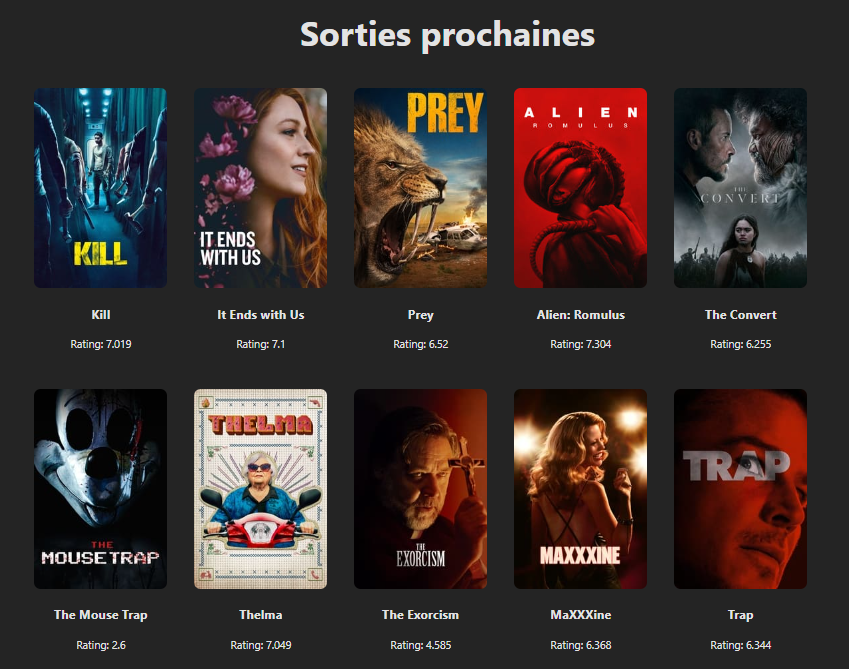 Sorties prochaines
KILL
IT ENDS
WITH US
PREY
ALIEN
ROMULUS
THE
CONVERT
Kill
It Ends with Us
Prey
Alien: Romulus
The Convert
Rating: 7.019
Rating: 7.1
Rating: 6.52
Rating: 7.304
Rating: 6.255
THE
MOUSE TRAP
THELMA
THE
EXORCISM
MAXXXINE
TRAP
The Mouse Trap
Thelma
The Exorcism
MaXXXine
Trap
Rating: 2.6
Rating: 7.049
Rating: 4.585
Rating: 6.368
Rating: 6.344